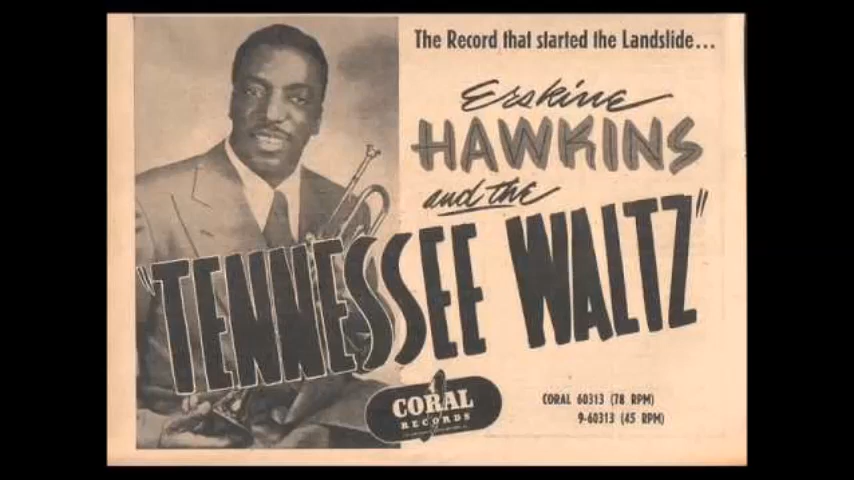 The Record that started the Landslide...
Erskine
HAWKINS
and the
"TENNESSEE WALTZ"
CORAL
RECORDS
CORAL 60313 (78 RPM)
9-60313 (45 RPM)